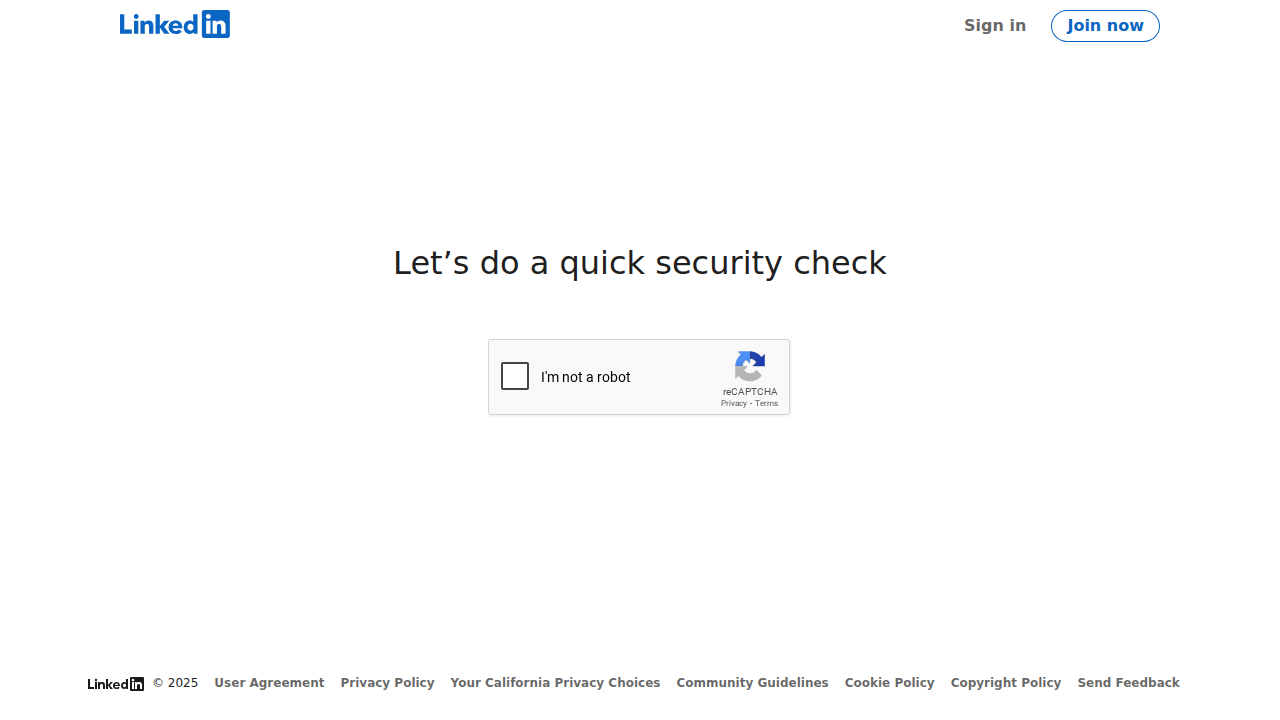 Linkedin
Sign in
Join now
Let’s do a quick security check
I'm not a robot
reCAPTCHA
Privacy - Terms
Linkedin © 2025 User Agreement Privacy Policy Your California Privacy Choices Community Guidelines Cookie Policy Copyright Policy Send Feedback